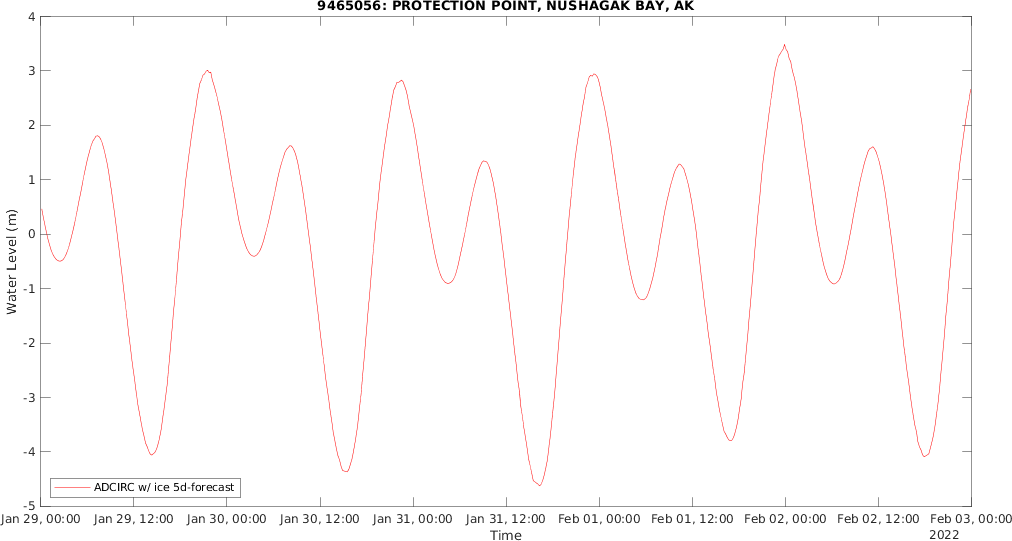 9465056: PROTECTION POINT, NUSHAGAK BAY, AK
Water Level (m)
4
3
2
1
0
-1
-2
-3
-4
-5
ADCIRC w/ ice 5d-forecast
Jan 29, 00:00 Jan 29, 12:00 Jan 30, 00:00 Jan 30, 12:00 Jan 31, 00:00 Jan 31, 12:00 Feb 01, 00:00 Feb 01, 12:00 Feb 02, 00:00 Feb 02, 12:00 Feb 03, 00:00
Time
2022